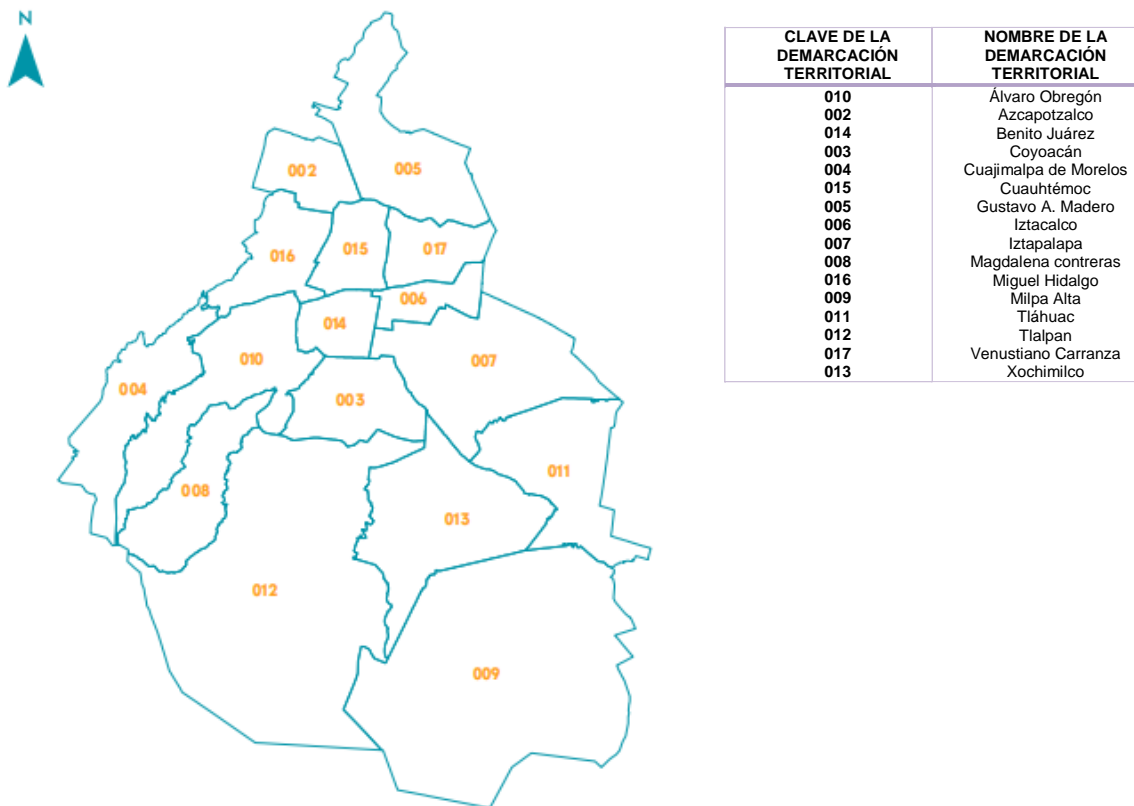 N
CLAVE DE LA DEMARCACIÓN TERRITORIAL NOMBRE DE LA DEMARCACIÓN TERRITORIAL
010 Álvaro Obregón
002 Azcapotzalco
014 Benito Juárez
003 Coyoacán
004 Cuajimalpa de Morelos
015 Cuauhtémoc
005 Gustavo A. Madero
006 Iztacalco
007 Iztapalapa
008 Magdalena contreras
016 Miguel Hidalgo
009 Milpa Alta
011 Tláhuac
012 Tlalpan
017 Venustiano Carranza
013 Xochimilco
002
005
016
015
017
006
014
010
007
004
003
008
011
013
012
009